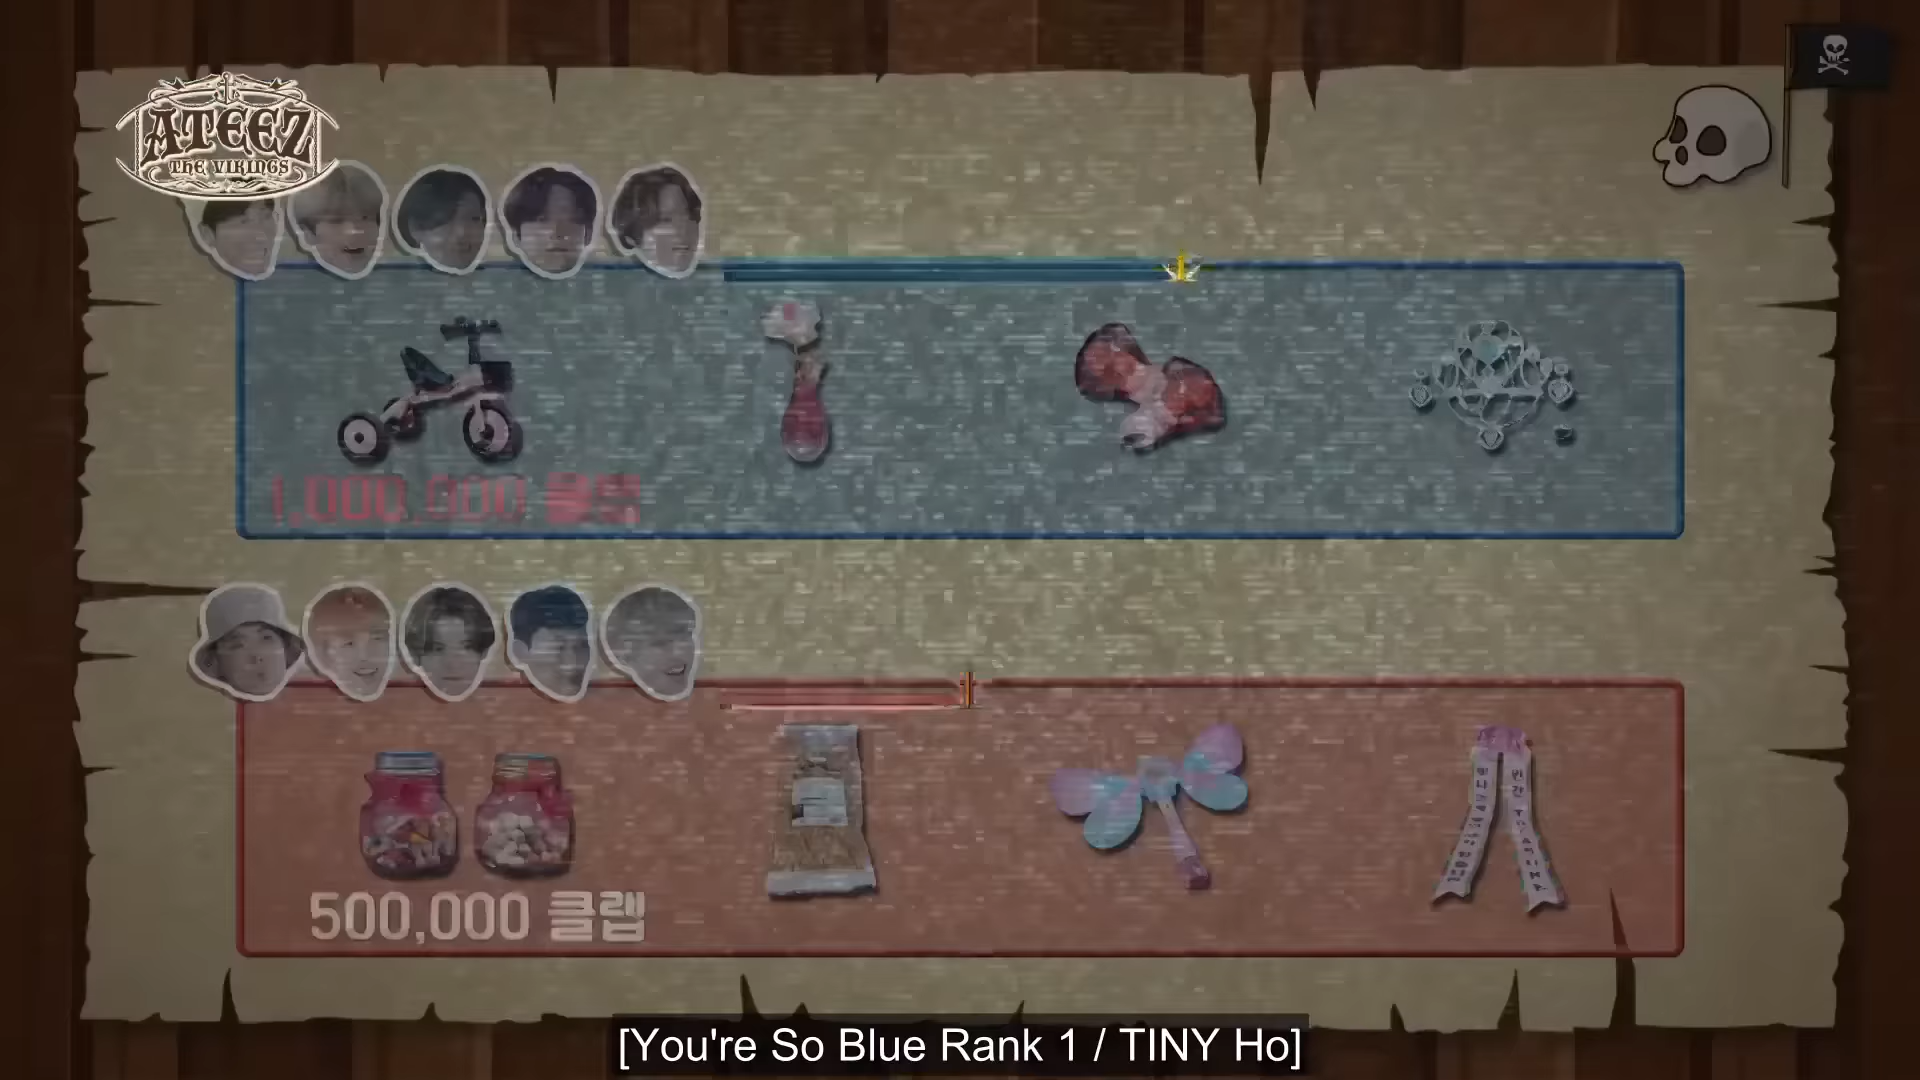 ATEEZ
THE VIKINGS
1,000,000 클랩
500,000 클랩
[You're So Blue Rank 1 / TINY Ho]